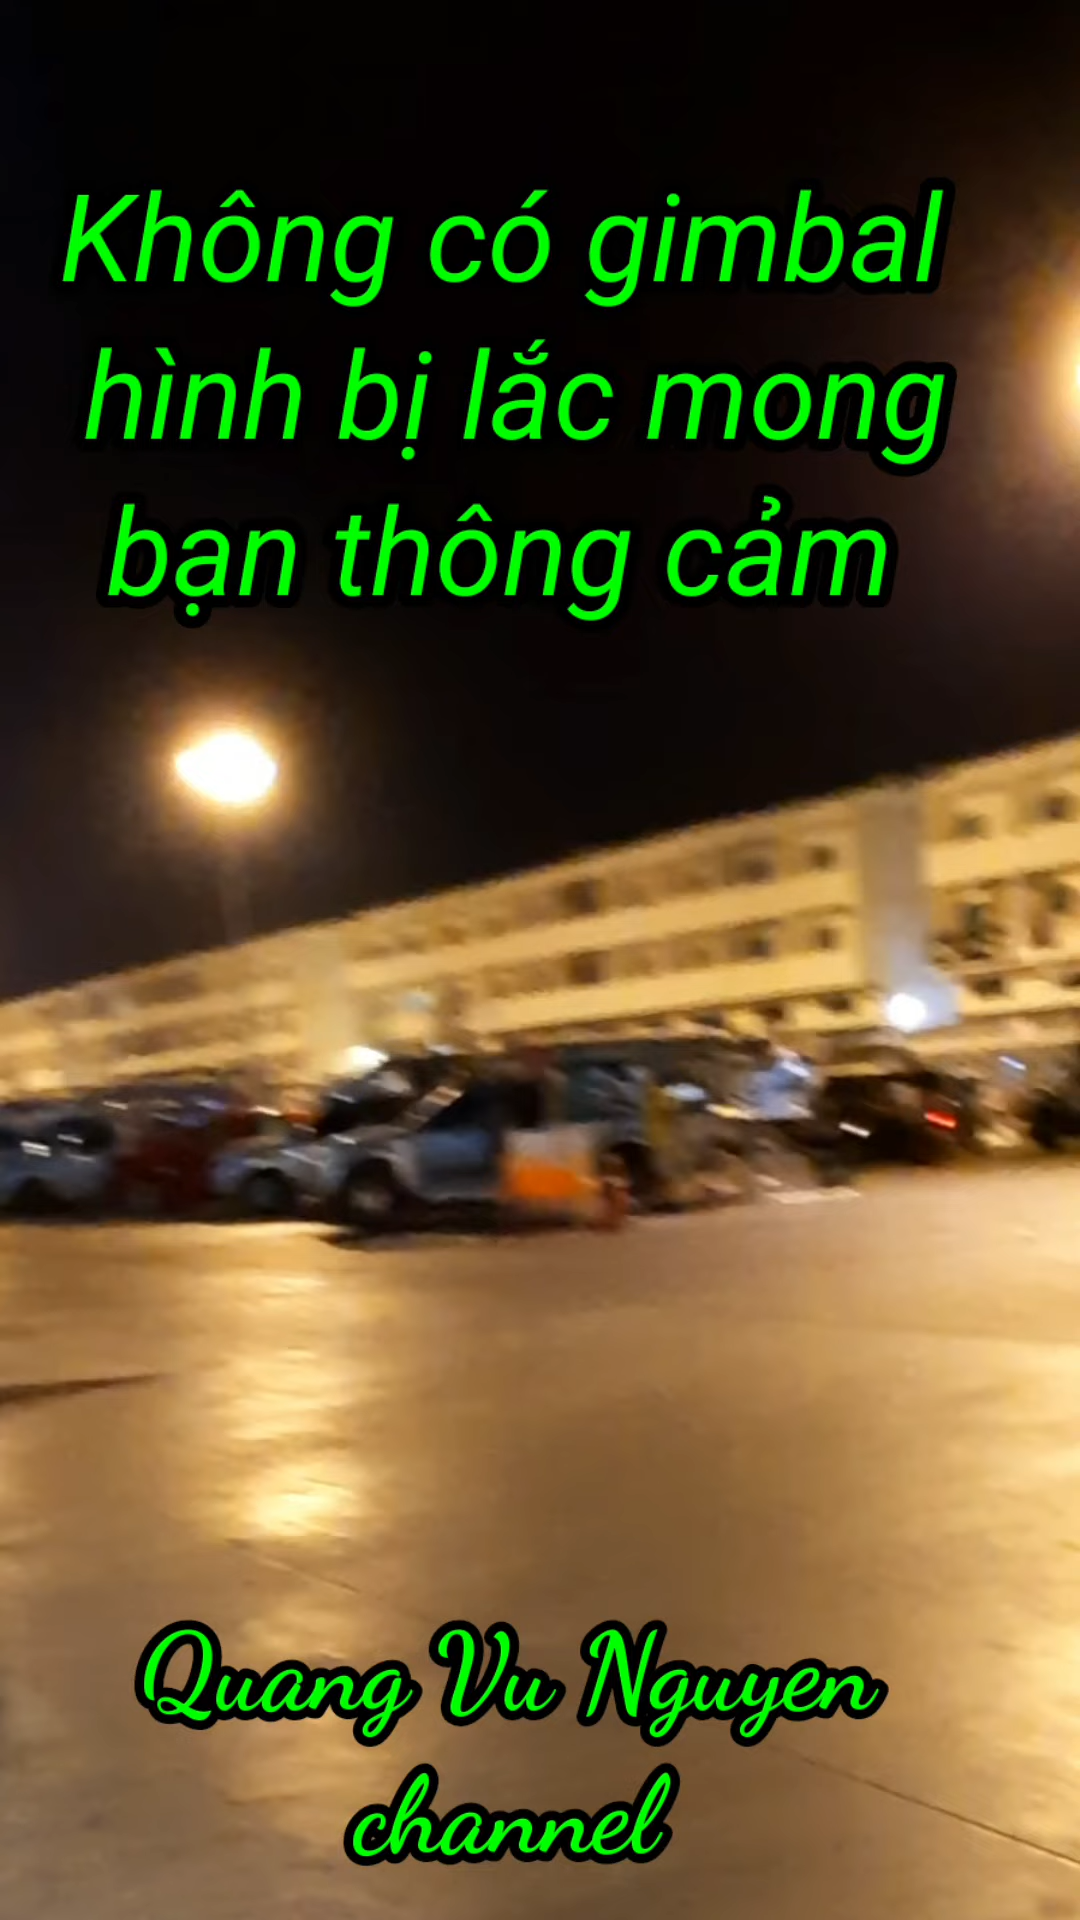 Không có gimbal
hình bị lắc mong
bạn thông cảm
Quang Vu Nguyen
channel